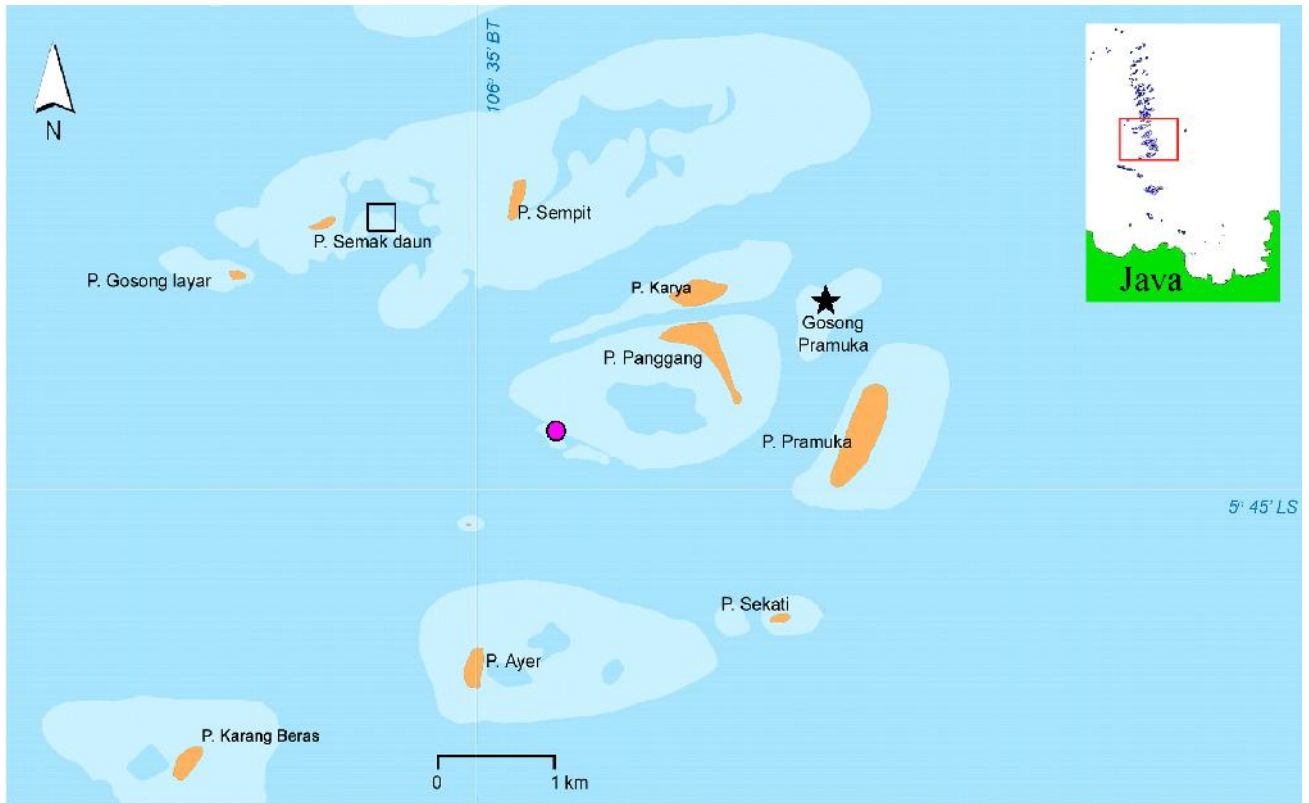 106° 35' BT
N
P. Sempit
P. Semak daun
P. Gosong layar
P. Karya
Gosong
Pramuka
P. Panggang
P. Pramuka
5° 45' LS
P. Sekati
P. Ayer
P. Karang Beras
0 1 km
Java